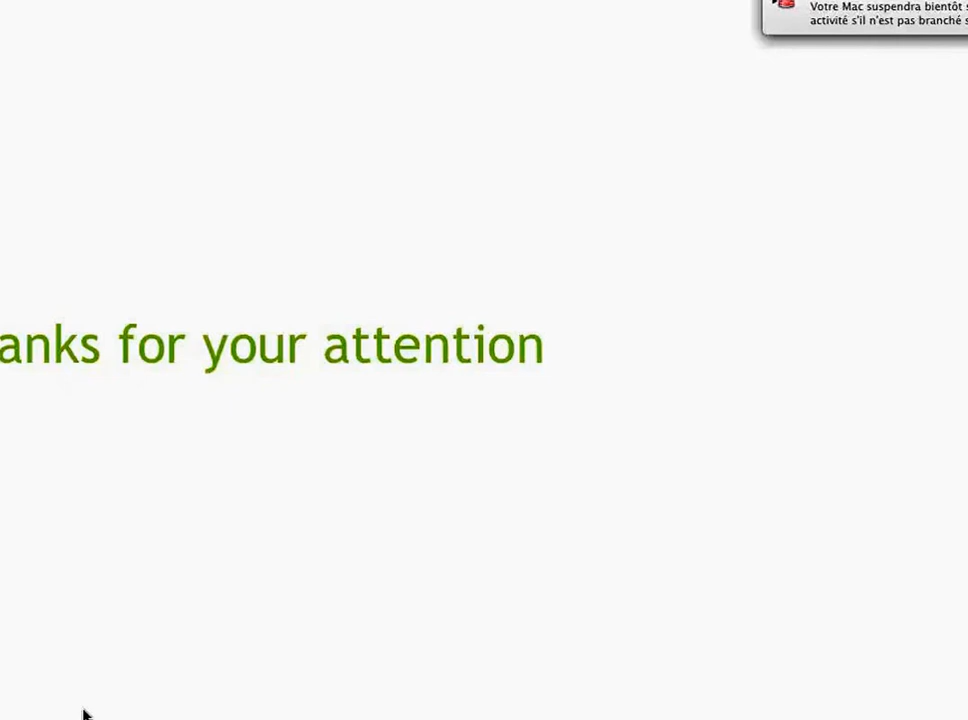 Votre Mac suspendra bientôt
activité s'il n'est pas branché
anks for your attention